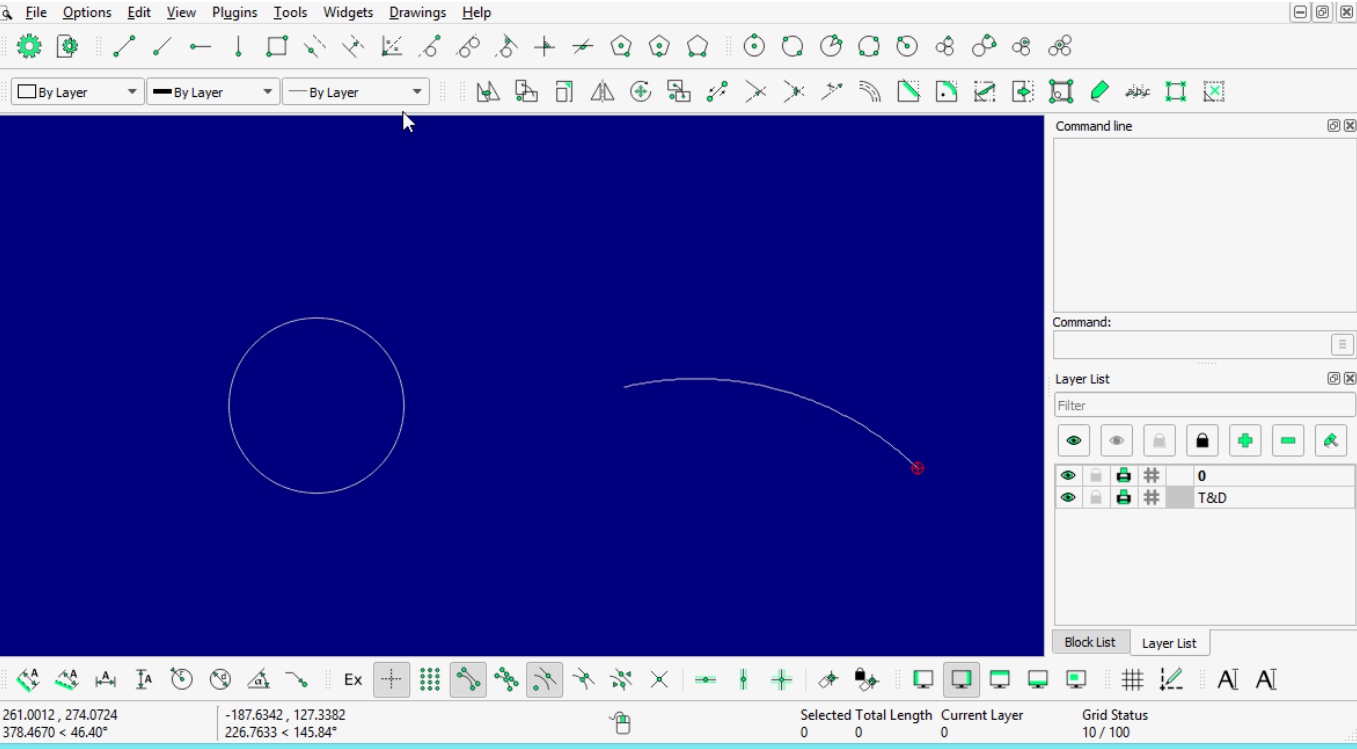 File Options Edit View Plugins Tools Widgets Drawings Help
By Layer By Layer By Layer
Command line
Command:
Layer List
Filter
0
T&D
Block List Layer List
Ex
261.0012 , 274.0724 -187.6342 , 127.3382 Selected Total Length Current Layer Grid Status
378.4670 < 46.40° 226.7633 < 145.84° 0 0 0 10 / 100